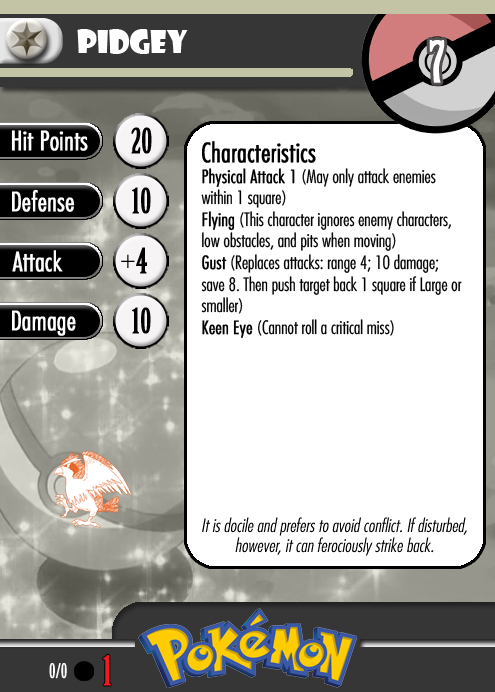 PIDGEY
7
Hit Points 20
Defense 10
Attack +4
Damage 10
Characteristics
Physical Attack 1 (May only attack enemies
within 1 square)
Flying (This character ignores enemy characters,
low obstacles, and pits when moving)
Gust (Replaces attacks: range 4; 10 damage;
save 8. Then push target back 1 square if Large or
smaller)
Keen Eye (Cannot roll a critical miss)
It is docile and prefers to avoid conflict. If disturbed,
however, it can ferociously strike back.
0/0 1
POKéMON